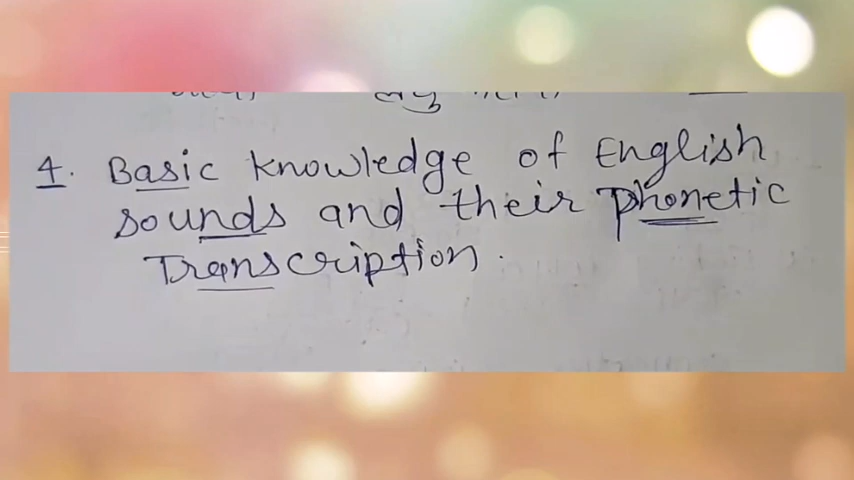 4. Basic knowledge of English
sounds and their phonetic
Transcription.